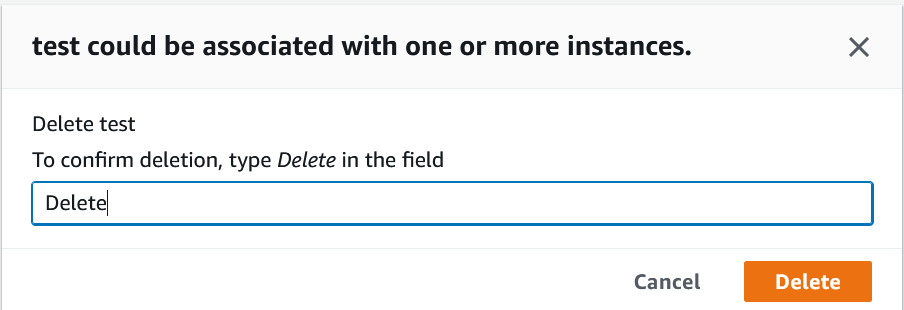 test could be associated with one or more instances.
Delete test
To confirm deletion, type Delete in the field
Delete
Cancel Delete